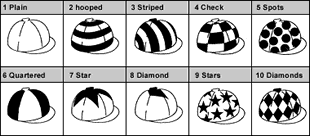 1 Plain 2 hooped 3 Striped 4 Check 5 Spots
6 Quartered 7 Star 8 Diamond 9 Stars 10 Diamonds